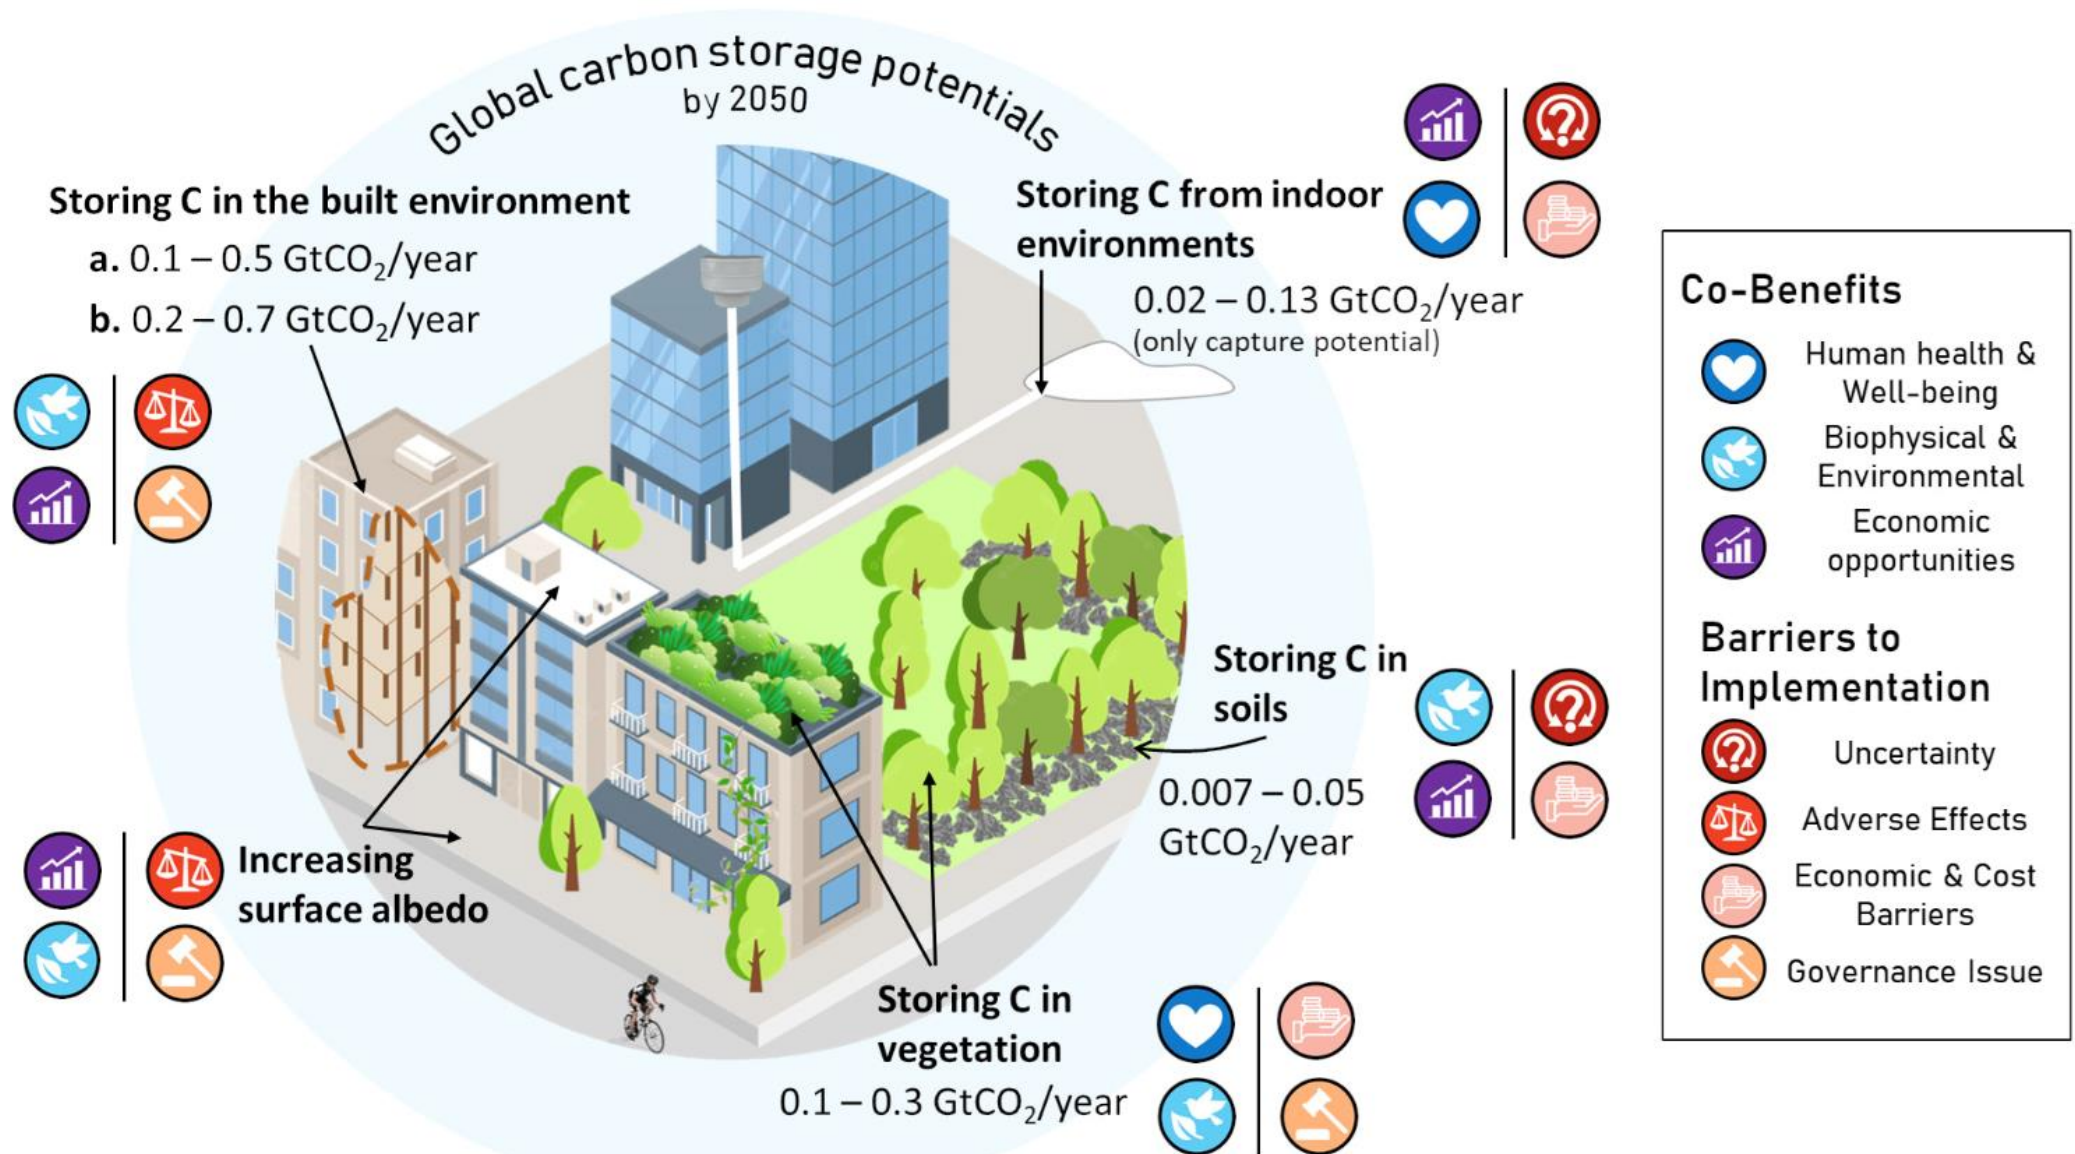 Global carbon storage potentials
by 2050
Storing C in the built environment
a. 0.1 – 0.5 GtCO₂/year
b. 0.2 – 0.7 GtCO₂/year
Storing C from indoor
environments
0.02 – 0.13 GtCO₂/year
(only capture potential)
Storing C in
soils
0.007 – 0.05
GtCO₂/year
Increasing
surface albedo
Storing C in
vegetation
0.1 – 0.3 GtCO₂/year
Co-Benefits
Human health &
Well-being
Biophysical &
Environmental
Economic
opportunities
Barriers to
Implementation
Uncertainty
Adverse Effects
Economic & Cost
Barriers
Governance Issue